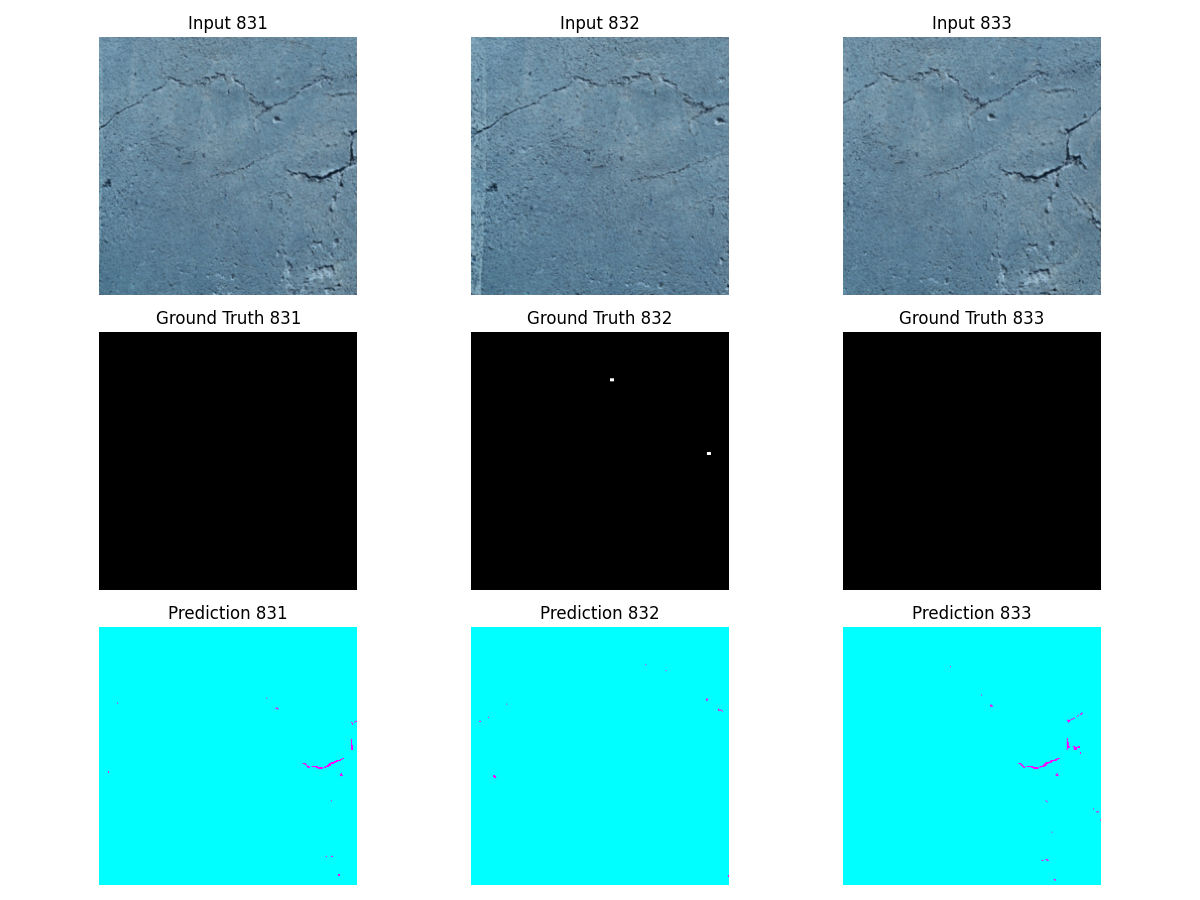 Input 831
Input 832
Input 833
Ground Truth 831
Ground Truth 832
Ground Truth 833
Prediction 831
Prediction 832
Prediction 833